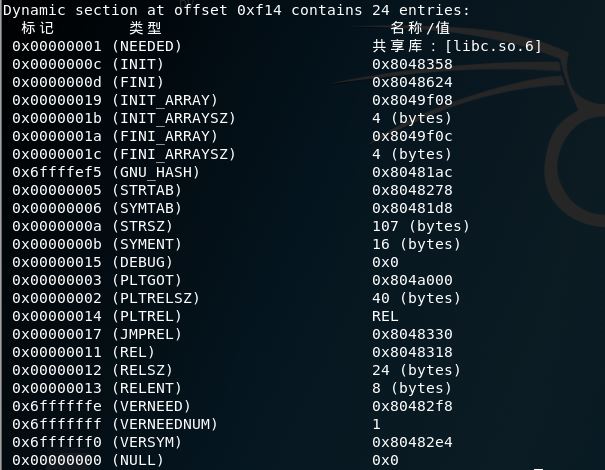 Dynamic section at offset 0xf14 contains 24 entries:
标记 类型 名称/值
0x00000001 (NEEDED) 共享库：[libc.so.6]
0x0000000c (INIT) 0x8048358
0x0000000d (FINI) 0x8048624
0x00000019 (INIT_ARRAY) 0x8049f08
0x0000001b (INIT_ARRAYSZ) 4 (bytes)
0x0000001a (FINI_ARRAY) 0x8049f0c
0x0000001c (FINI_ARRAYSZ) 4 (bytes)
0x6ffffef5 (GNU_HASH) 0x80481ac
0x00000005 (STRTAB) 0x8048278
0x00000006 (SYMTAB) 0x80481d8
0x0000000a (STRSZ) 107 (bytes)
0x0000000b (SYMENT) 16 (bytes)
0x00000015 (DEBUG) 0x0
0x00000003 (PLTGOT) 0x804a000
0x00000002 (PLTRELSZ) 40 (bytes)
0x00000014 (PLTREL) REL
0x00000017 (JMPREL) 0x8048330
0x00000011 (REL) 0x8048318
0x00000012 (RELSZ) 24 (bytes)
0x00000013 (RELENT) 8 (bytes)
0x6ffffffe (VERNEED) 0x80482f8
0x6fffffff (VERNEEDNUM) 1
0x6ffffff0 (VERSYM) 0x80482e4
0x00000000 (NULL) 0x0